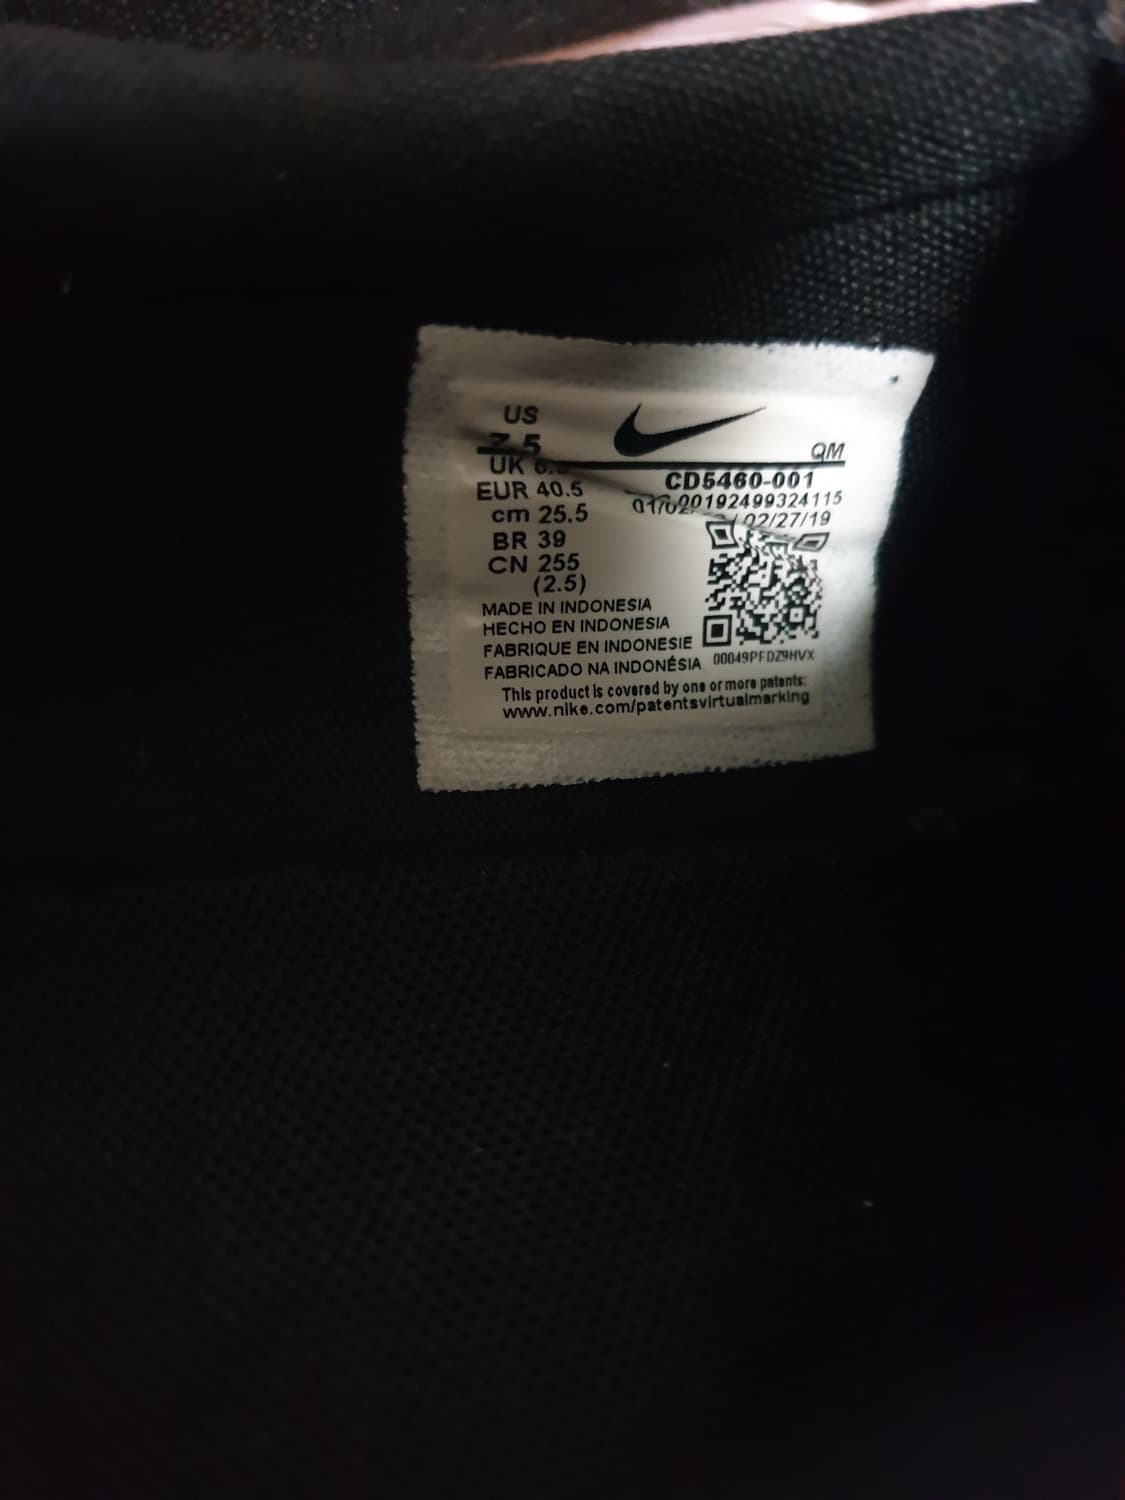 US
7.5
QM
UK
CD5460-001
EUR 40.5
00192499324115
cm 25.5
02/27/19
BR 39
CN 255
(2.5)
MADE IN INDONESIA
HECHO EN INDONESIA
FABRIQUE EN INDONESIE
FABRICADO NA INDONÉSIA
00049PFDZ9HVX
This product is covered by one or more patents:
www.nike.com/patentsvirtualmarking